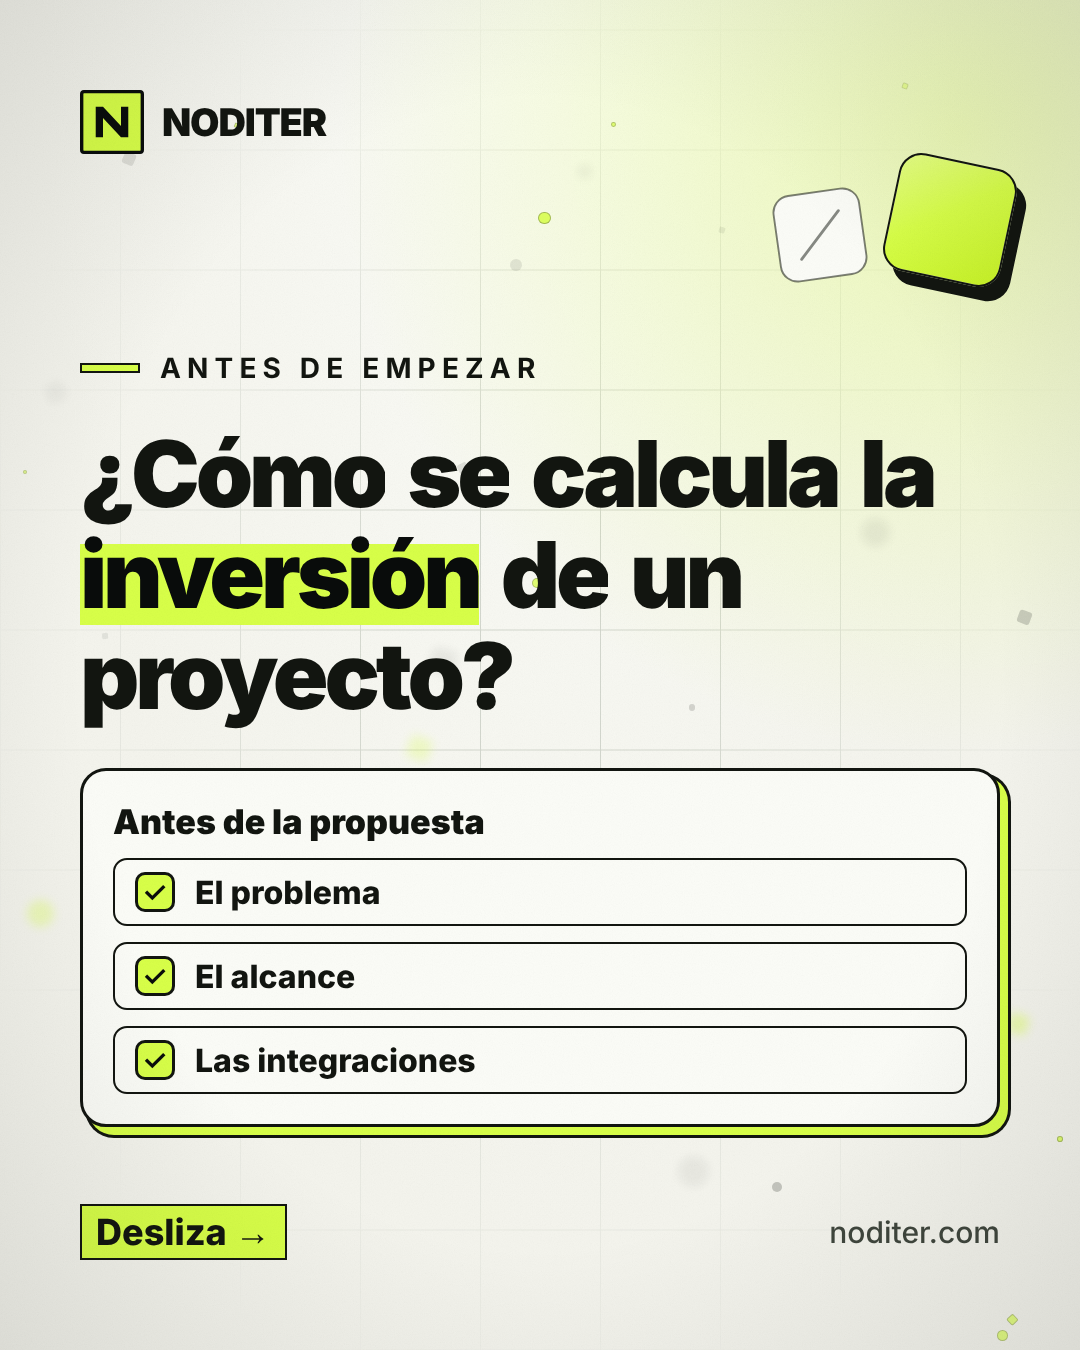 N NODITER
ANTES DE EMPEZAR
¿Cómo se calcula la
inversión de un
proyecto?
Antes de la propuesta
El problema
El alcance
Las integraciones
Desliza →
noditer.com